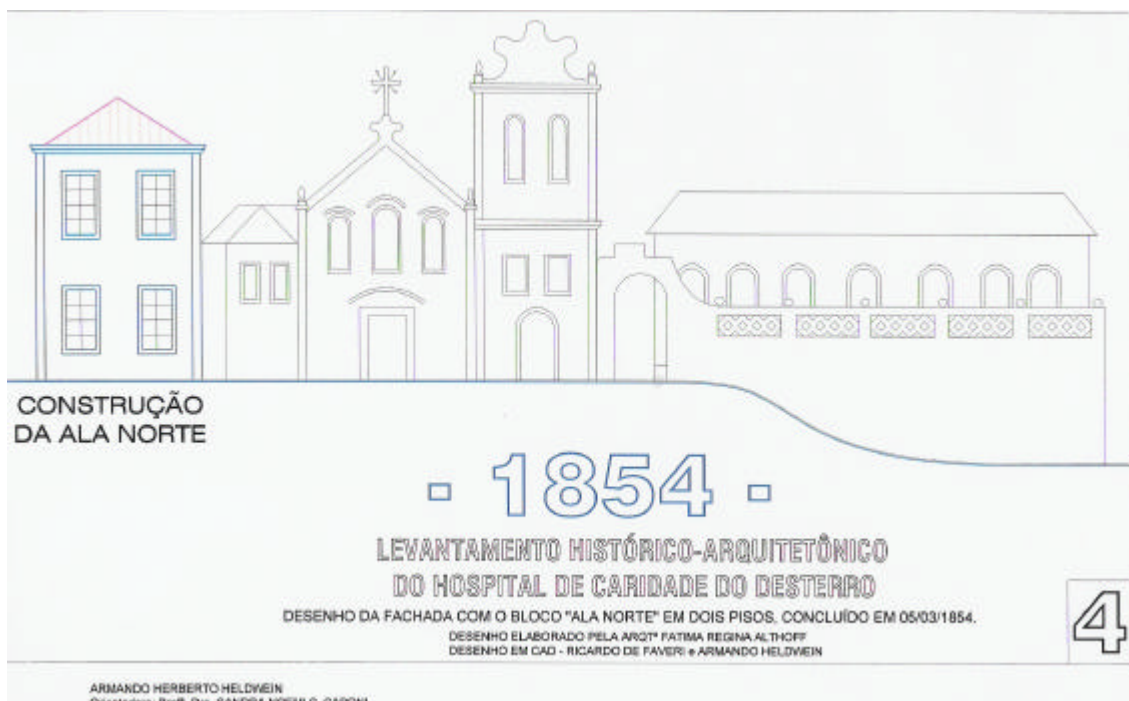 CONSTRUÇÃO
DA ALA NORTE
- 1854 -
LEVANTAMENTO HISTÓRICO-ARQUITETÔNICO
DO HOSPITAL DE CARIDADE DO DESTERRO
DESENHO DA FACHADA COM O BLOCO "ALA NORTE" EM DOIS PISOS, CONCLUÍDO EM 05/03/1854.
DESENHO ELABORADO PELA ARQTª FATIMA REGINA ALTHOFF
DESENHO EM CAD - RICARDO DE FAVERI e ARMANDO HELDWEIN
4
ARMANDO HERBERTO HELDWEIN